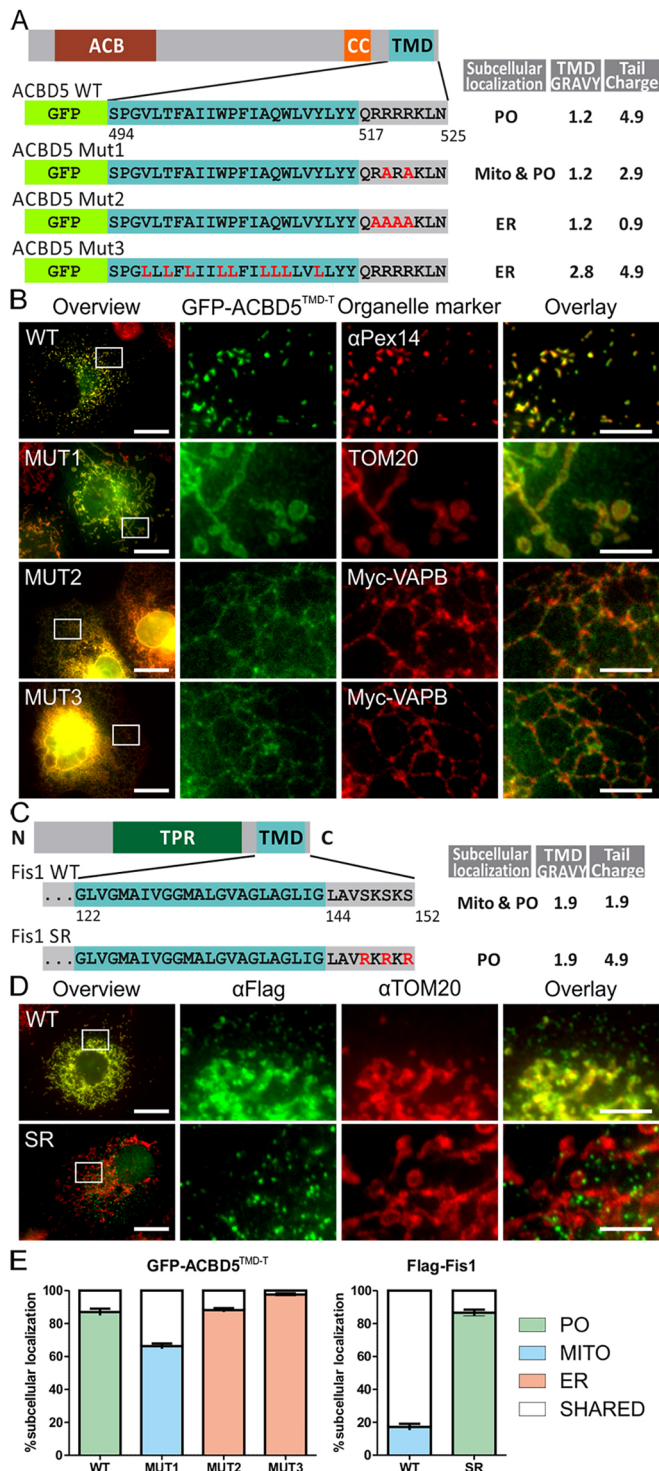 A
ACB CC TMD
Subcellular localization TMD GRAVY Tail Charge
ACBD5 WT
GFP SPGVLTFAIIWPFIAQWLVYLYY QRRRRKLN PO 1.2 4.9
494 517 525
ACBD5 Mut1
GFP SPGVLTFAIIWPFIAQWLVYLYY QRARAKLN Mito & PO 1.2 2.9
ACBD5 Mut2
GFP SPGVLTFAIIWPFIAQWLVYLYY QAAAAKLN ER 1.2 0.9
ACBD5 Mut3
GFP SPGLLLFLIILLFILLLLVLLYY QRRRRKLN ER 2.8 4.9
B
Overview GFP-ACBD5TMD-T Organelle marker Overlay
WT αPex14
MUT1 TOM20
MUT2 Myc-VAPB
MUT3 Myc-VAPB
C
N TPR TMD C
Subcellular localization TMD GRAVY Tail Charge
Fis1 WT
...GLVGMAIVGGMALGVAGLAGLIG LAVSKSKS Mito & PO 1.9 1.9
122 144 152
Fis1 SR
...GLVGMAIVGGMALGVAGLAGLIG LAVRKRKR PO 1.9 4.9
D
Overview αFlag αTOM20 Overlay
WT
SR
E
GFP-ACBD5TMD-T Flag-Fis1
%subcellular localization
100
80
60
40
20
0
WT MUT1 MUT2 MUT3
%subcellular localization
100
80
60
40
20
0
WT SR
PO
MITO
ER
SHARED